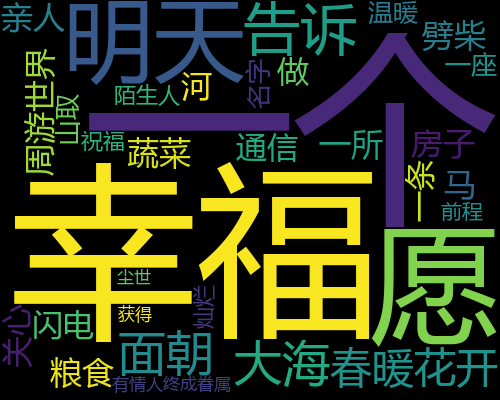 亲人
明天
告诉
温暖
劈柴
一座
一个
周游世界
山取
陌生人
河
名字
做
祝福
蔬菜
通信
一所
房子
一条
马
前程
幸福
愿
尘世
获得
灿烂
关心
闪电
面朝
大海
春暖花开
粮食
有情人终成眷属